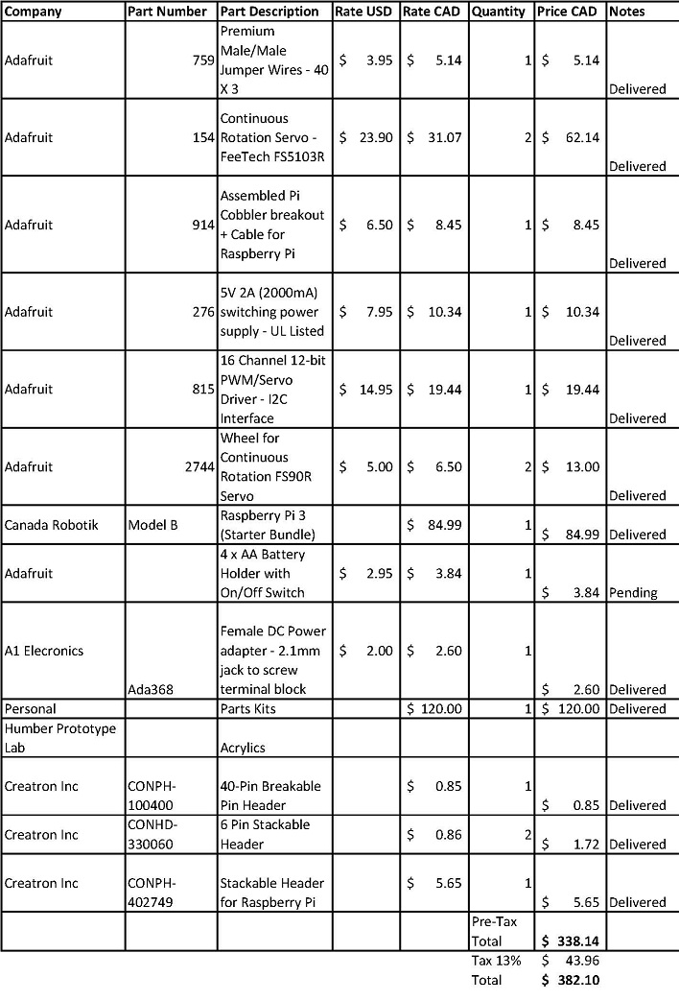 Company Part Number Part Description Rate USD Rate CAD Quantity Price CAD Notes
Premium
Male/Male
Adafruit 759 Jumper Wires - 40 $ 3.95 $ 5.14 1 $ 5.14
X 3 Delivered
Continuous
Adafruit 154 Rotation Servo - $ 23.90 $ 31.07 2 $ 62.14
FeeTech FS5103R
Delivered
Assembled Pi
Cobbler breakout
Adafruit 914 + Cable for $ 6.50 $ 8.45 1 $ 8.45
Raspberry Pi
Delivered
5V 2A (2000mA)
Adafruit 276 switching power $ 7.95 $ 10.34 1 $ 10.34
supply - UL Listed
Delivered
16 Channel 12-bit
PWM/Servo
Adafruit 815 Driver - I2C $ 14.95 $ 19.44 1 $ 19.44
Interface Delivered
Wheel for
Continuous
Adafruit 2744 Rotation FS90R $ 5.00 $ 6.50 2 $ 13.00
Servo Delivered
Raspberry Pi 3
Canada Robotik Model B (Starter Bundle) $ 84.99 1 $ 84.99 Delivered
4 x AA Battery
Adafruit Holder with $ 2.95 $ 3.84 1
On/Off Switch $ 3.84 Pending
Female DC Power
A1 Elecronics adapter - 2.1mm $ 2.00 $ 2.60 1
jack to screw
Ada368 terminal block $ 2.60 Delivered
Personal Parts Kits $ 120.00 1 $ 120.00 Delivered
Humber Prototype
Lab Acrylics
Creatron Inc CONPH- 40-Pin Breakable $ 0.85 1
100400 Pin Header $ 0.85 Delivered
Creatron Inc CONHD- 6 Pin Stackable $ 0.86 2
330060 Header $ 1.72 Delivered
Creatron Inc CONPH- Stackable Header $ 5.65 1
402749 for Raspberry Pi $ 5.65 Delivered
Pre-Tax
Total $ 338.14
Tax 13% $ 43.96
Total $ 382.10